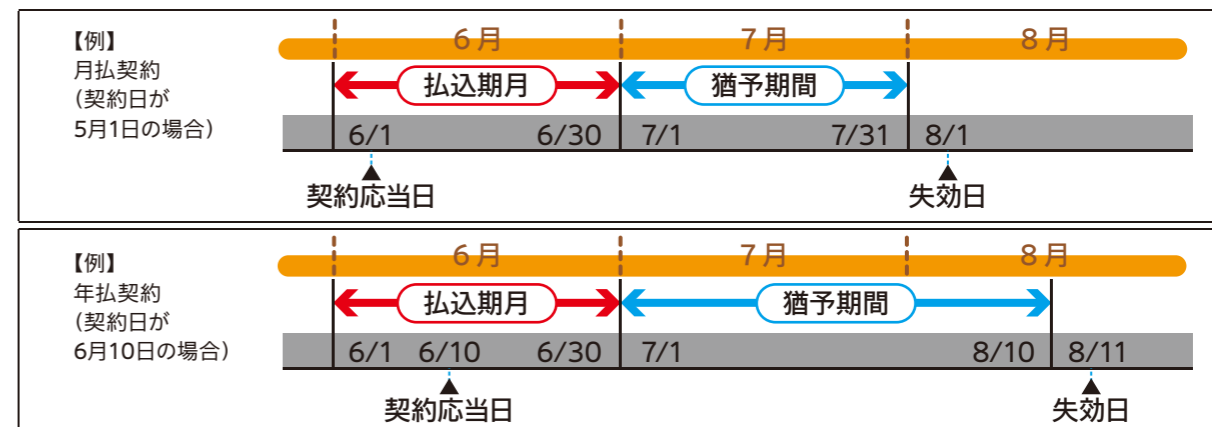 【例】
月払契約
（契約日が
5月1日の場合）
6月 7月 8月
払込期月 猶予期間
6/1 6/30 7/1 7/31 8/1
契約応当日 失効日
【例】
年払契約
（契約日が
6月10日の場合）
6月 7月 8月
払込期月 猶予期間
6/1 6/10 6/30 7/1 8/10 8/11
契約応当日 失効日